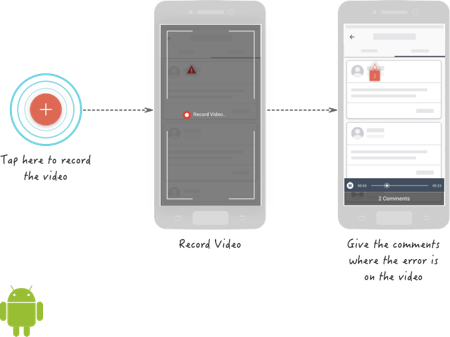 Tap here to record
the video
Record Video..
Record Video
2 Comments
Give the comments
where the error is
on the video